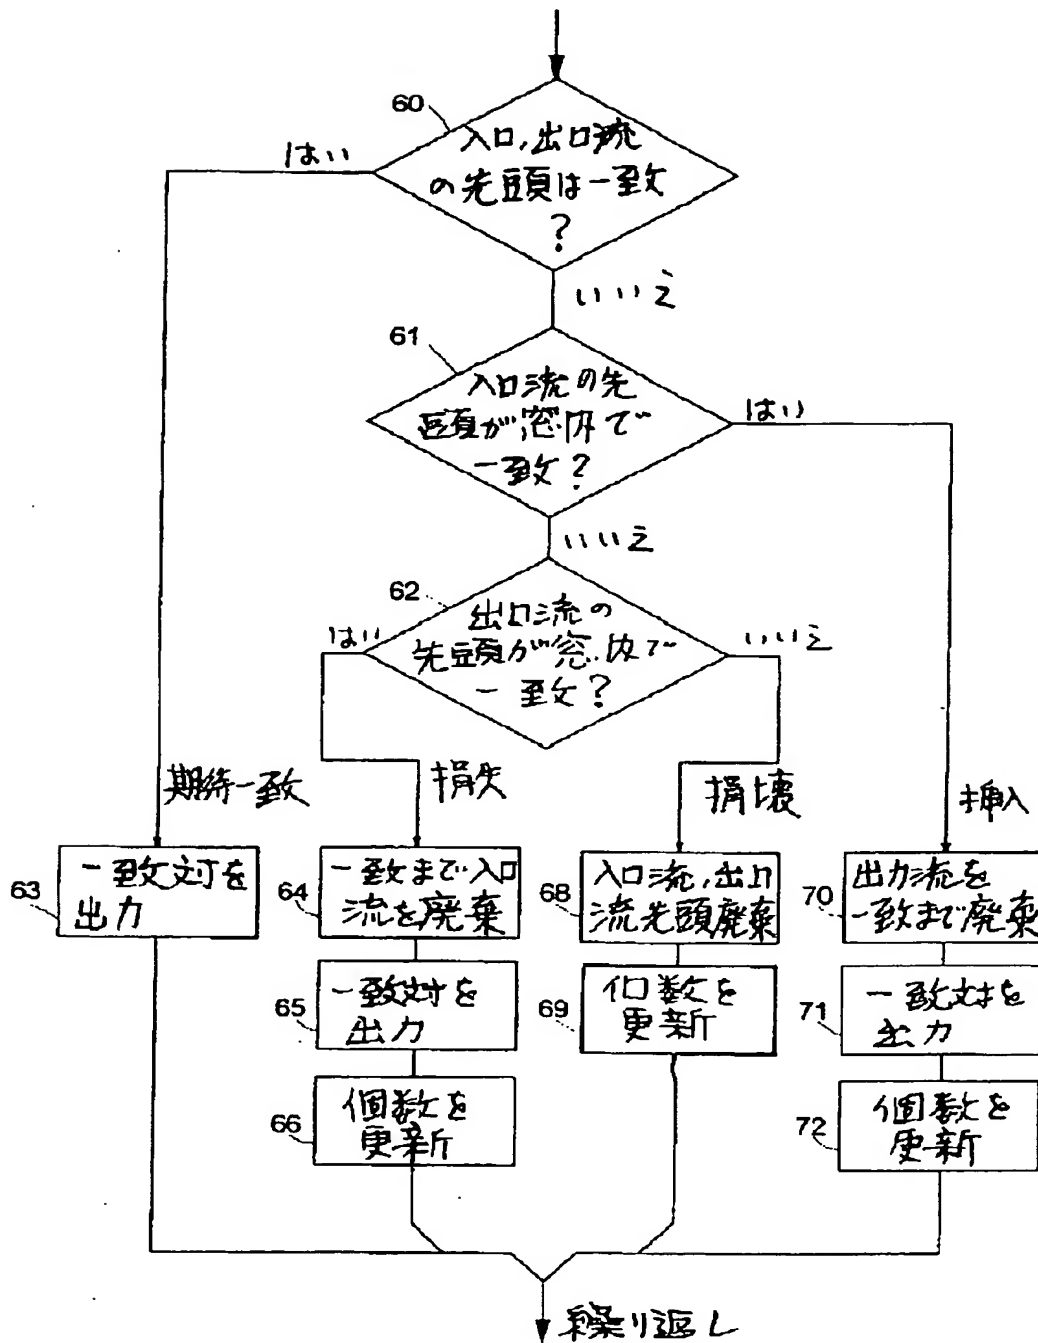 60
入口,出口流
の先頭は一致
?
はい
いいえ
61
入口流の先
頭が窓内で
一致?
はい
いいえ
62
出口流の
先頭が窓内で
一致?
はい
いいえ
期待一致
損失
損壊
挿入
63
一致対を
出力
64
一致まで入口
流を廃棄
68
入口流,出口
流先頭廃棄
70
出力流を
一致まで廃棄
65
一致対を
出力
69
個数を
更新
71
一致対を
出力
66
個数を
更新
72
個数を
更新
繰り返し